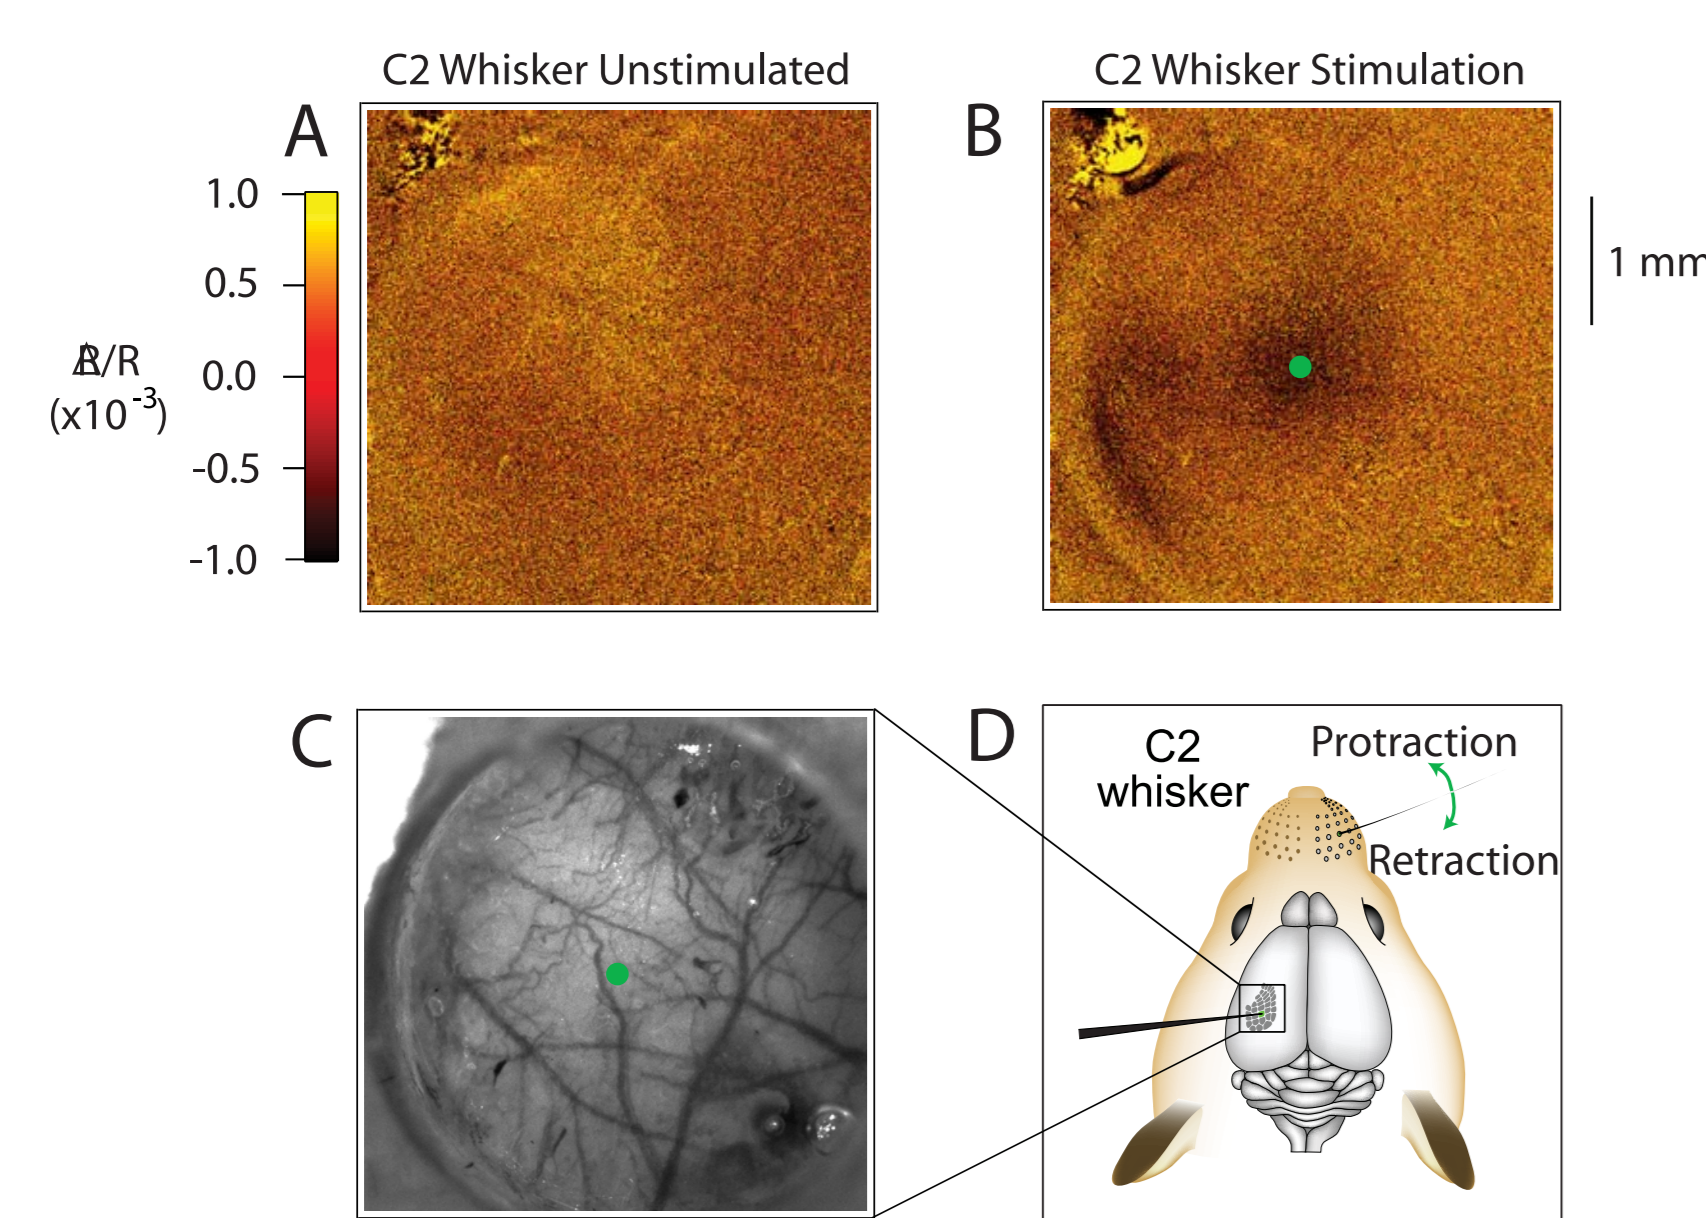 C2 Whisker Unstimulated
C2 Whisker Stimulation
A
B
1.0
0.5
0.0
-0.5
-1.0
ΔR/R
(x10⁻³)
1 mm
C
D
C2
whisker
Protraction
Retraction